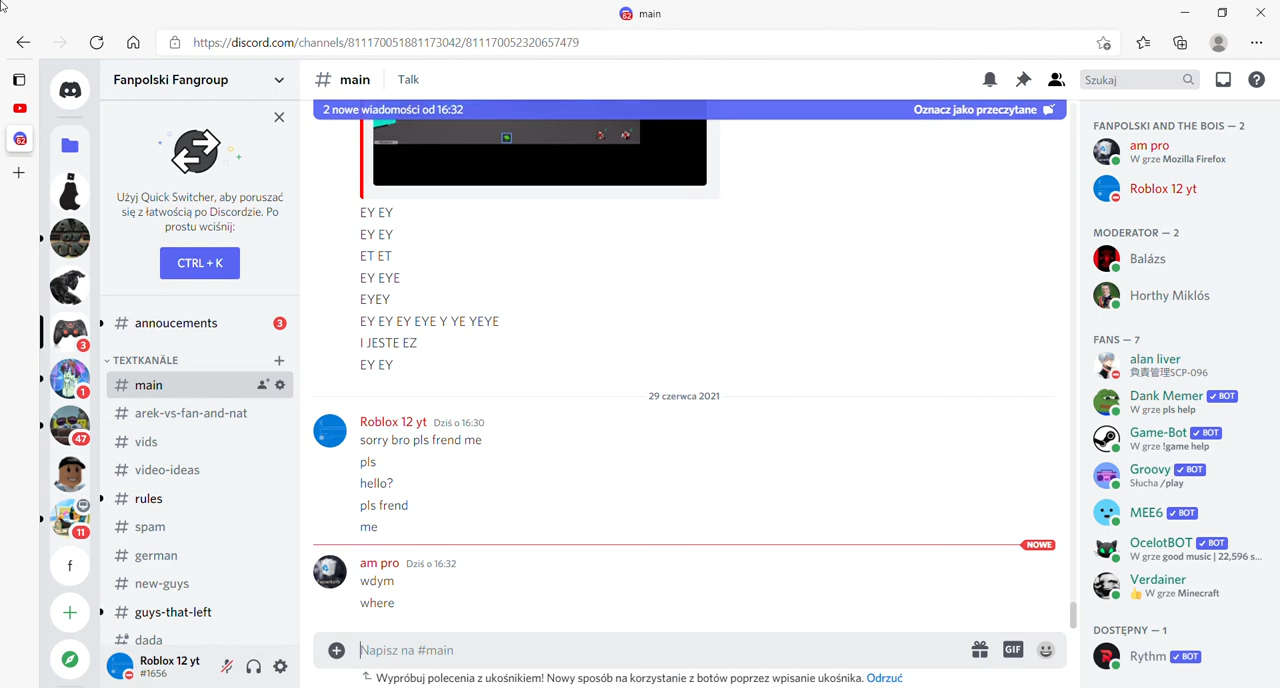 main
https://discord.com/channels/811170051881173042/811170052320657479
Fanpolski Fangroup
Użyj Quick Switcher, aby poruszać
się z łatwością po Discordzie. Po
prostu wciśnij:
CTRL + K
# annoucements 3
TEXTKANÄLE
# main
# arek-vs-fan-and-nat
# vids
# video-ideas
# rules
# spam
# german
# new-guys
# guys-that-left
# dada
Roblox 12 yt
#1656
62
3
1
47
11
f
# main Talk
Szukaj
2 nowe wiadomości od 16:32 Oznacz jako przeczytane
EY EY
EY EY
ET ET
EY EYE
EYEY
EY EY EY EYE Y YE YEYE
I JESTE EZ
EY EY
29 czerwca 2021
Roblox 12 yt Dziś o 16:30
sorry bro pls frend me
pls
hello?
pls frend
me
NOWE
am pro Dziś o 16:32
wdym
where
Napisz na #main
GIF
Wypróbuj polecenia z ukośnikiem! Nowy sposób na korzystanie z botów poprzez wpisanie ukośnika. Odrzuć
FANPOLSKI AND THE BOIS — 2
am pro
W grze Mozilla Firefox
Roblox 12 yt
MODERATOR — 2
Balázs
Horthy Miklós
FANS — 7
alan liver
負責管理SCP-096
Dank Memer BOT
W grze pls help
Game-Bot BOT
W grze !game help
Groovy BOT
Słucha /play
MEE6 BOT
OcelotBOT BOT
W grze good music | 22,596 s...
Verdainer
👍 W grze Minecraft
DOSTĘPNY — 1
Rythm BOT